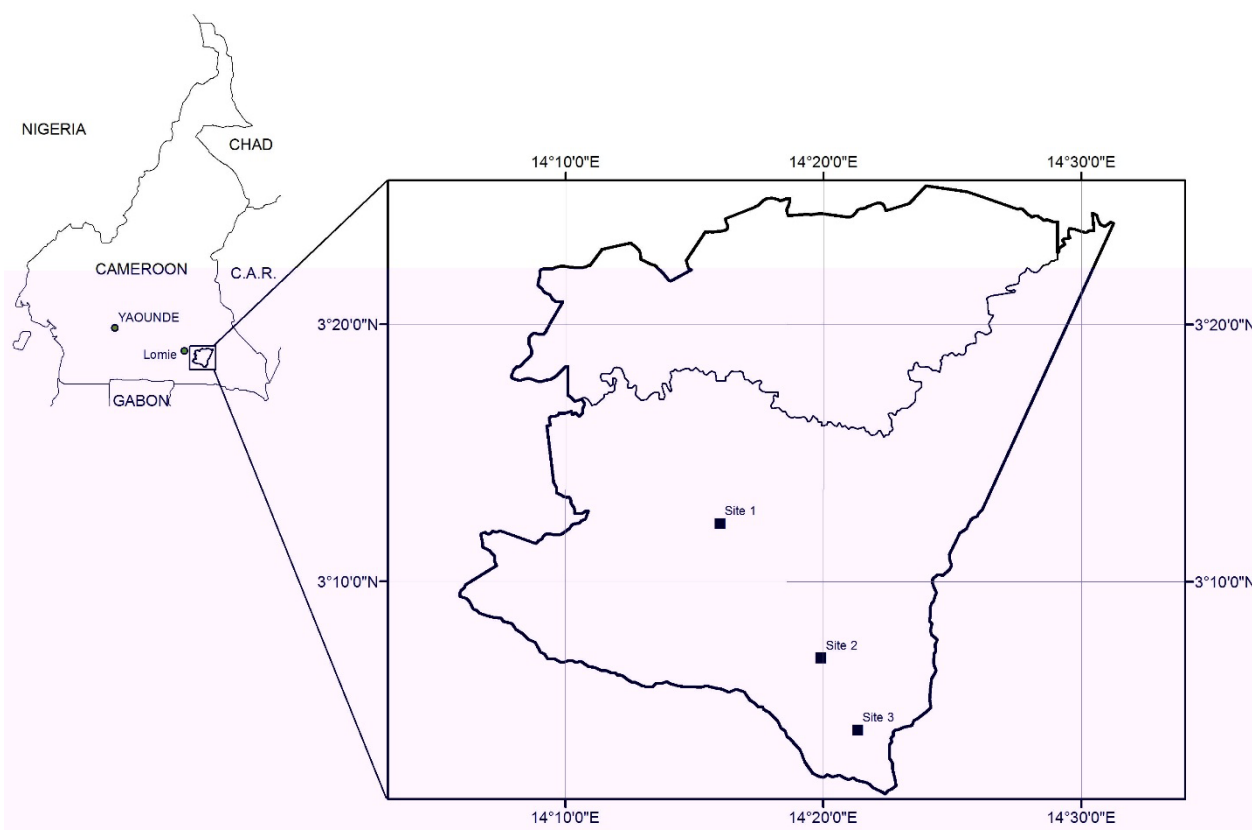 NIGERIA
CHAD
CAMEROON
C.A.R.
YAOUNDE
Lomie
GABON
14°10'0"E
14°20'0"E
14°30'0"E
3°20'0"N
3°20'0"N
Site 1
3°10'0"N
3°10'0"N
Site 2
Site 3
14°10'0"E
14°20'0"E
14°30'0"E